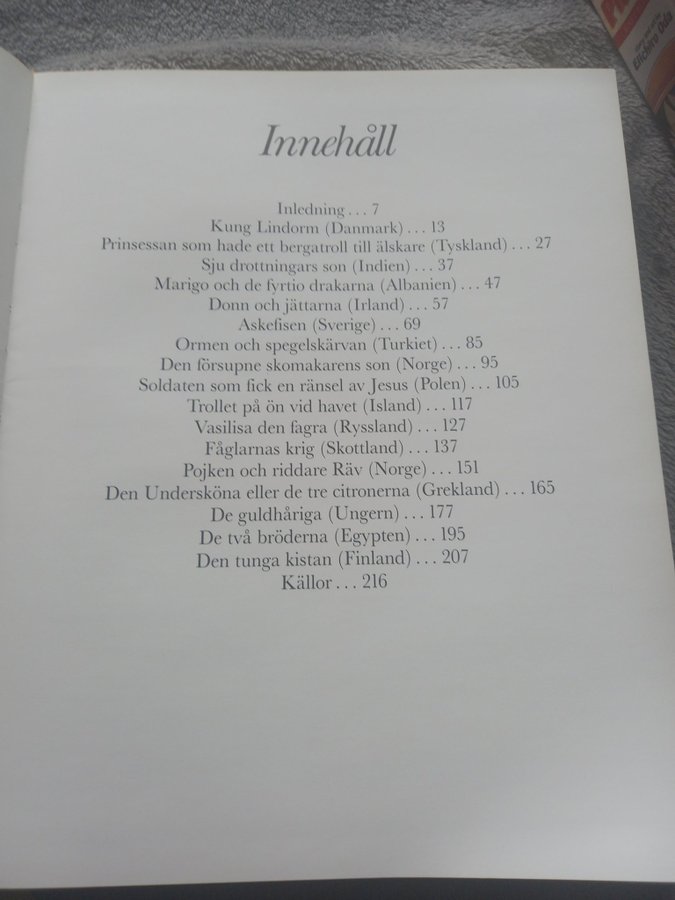 Innehåll
Inledning . . . 7
Kung Lindorm (Danmark) . . . 13
Prinsessan som hade ett bergatroll till älskare (Tyskland) . . . 27
Sju drottningars son (Indien) . . . 37
Marigo och de fyrtio drakarna (Albanien) . . . 47
Donn och jättarna (Irland) . . . 57
Askefisen (Sverige) . . . 69
Ormen och spegelskärvan (Turkiet) . . . 85
Den försupne skomakarens son (Norge) . . . 95
Soldaten som fick en ränsel av Jesus (Polen) . . . 105
Trollet på ön vid havet (Island) . . . 117
Vasilisa den fagra (Ryssland) . . . 127
Fåglarnas krig (Skottland) . . . 137
Pojken och riddare Räv (Norge) . . . 151
Den Undersköna eller de tre citronerna (Grekland) . . . 165
De guldhåriga (Ungern) . . . 177
De två bröderna (Egypten) . . . 195
Den tunga kistan (Finland) . . . 207
Källor . . . 216
Eiichiro Oda